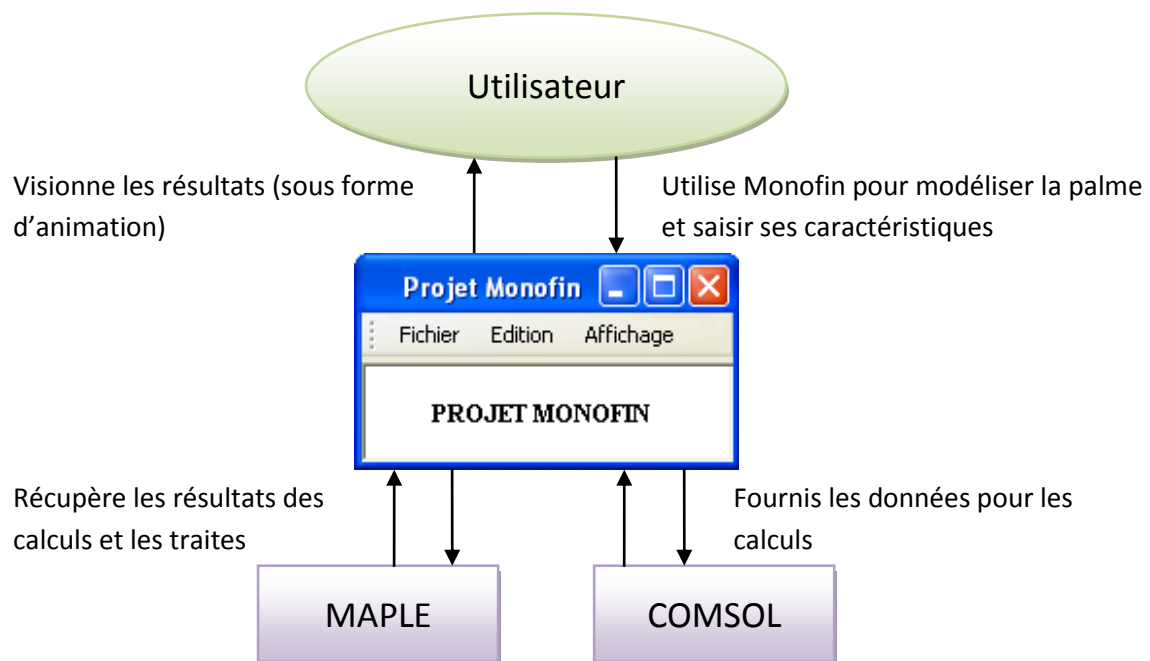 Utilisateur
Visionne les résultats (sous forme
d’animation)
Utilise Monofin pour modéliser la palme
et saisir ses caractéristiques
Projet Monofin
Fichier Edition Affichage
PROJET MONOFIN
Récupère les résultats des
calculs et les traites
Fournis les données pour les
calculs
MAPLE
COMSOL